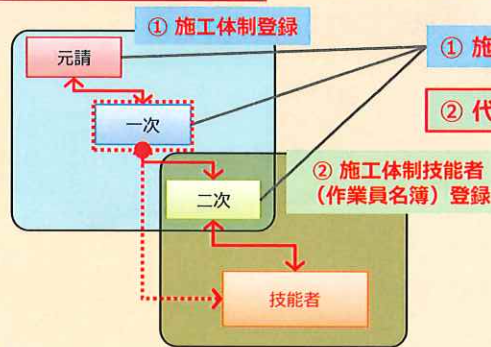 ① 施工体制登録
元請
① 施
一次
② 代
② 施工体制技能者
（作業員名簿）登録
二次
技能者